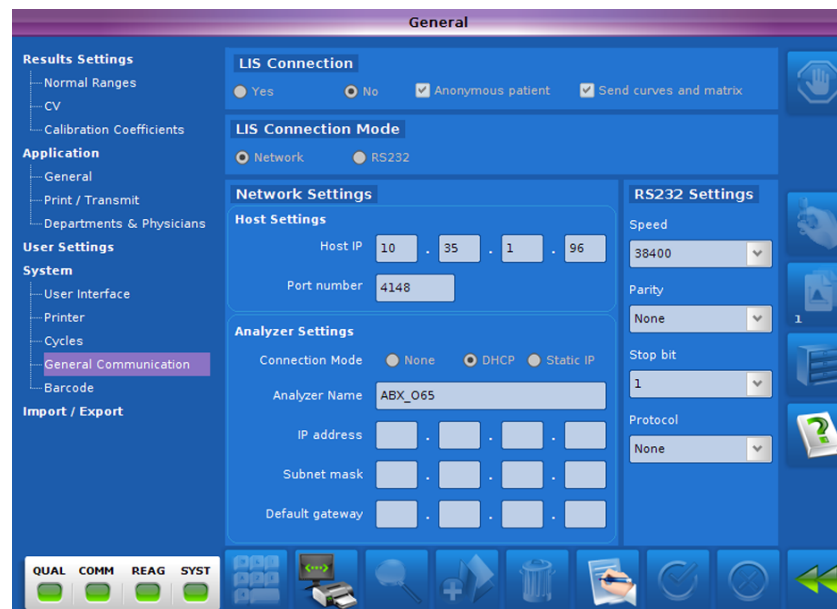 General
Results Settings
Normal Ranges
CV
Calibration Coefficients
Application
General
Print / Transmit
Departments & Physicians
User Settings
System
User Interface
Printer
Cycles
General Communication
Barcode
Import / Export
LIS Connection
Yes No Anonymous patient Send curves and matrix
LIS Connection Mode
Network RS232
Network Settings
Host Settings
Host IP 10 . 35 . 1 . 96
Port number 4148
Analyzer Settings
Connection Mode None DHCP Static IP
Analyzer Name ABX_O65
IP address . . .
Subnet mask . . .
Default gateway . . .
RS232 Settings
Speed
38400
Parity
None
Stop bit
1
Protocol
None
1
?
QUAL COMM REAG SYST